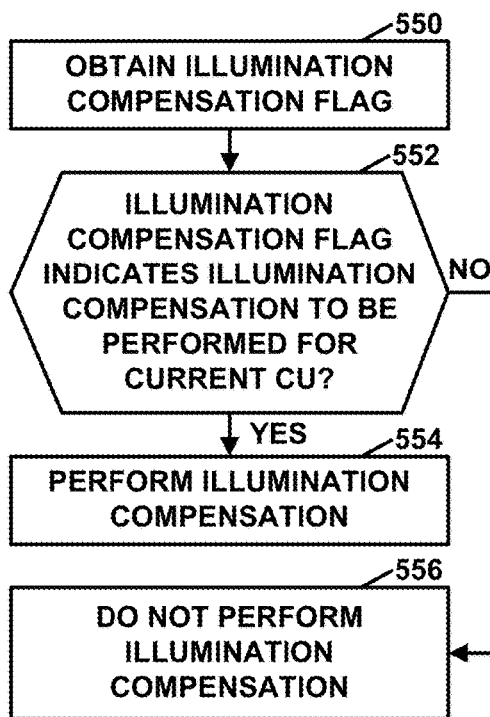 550
OBTAIN ILLUMINATION
COMPENSATION FLAG
552
ILLUMINATION
COMPENSATION FLAG
INDICATES ILLUMINATION
COMPENSATION TO BE
PERFORMED FOR
CURRENT CU?
NO
YES
554
PERFORM ILLUMINATION
COMPENSATION
556
DO NOT PERFORM
ILLUMINATION
COMPENSATION